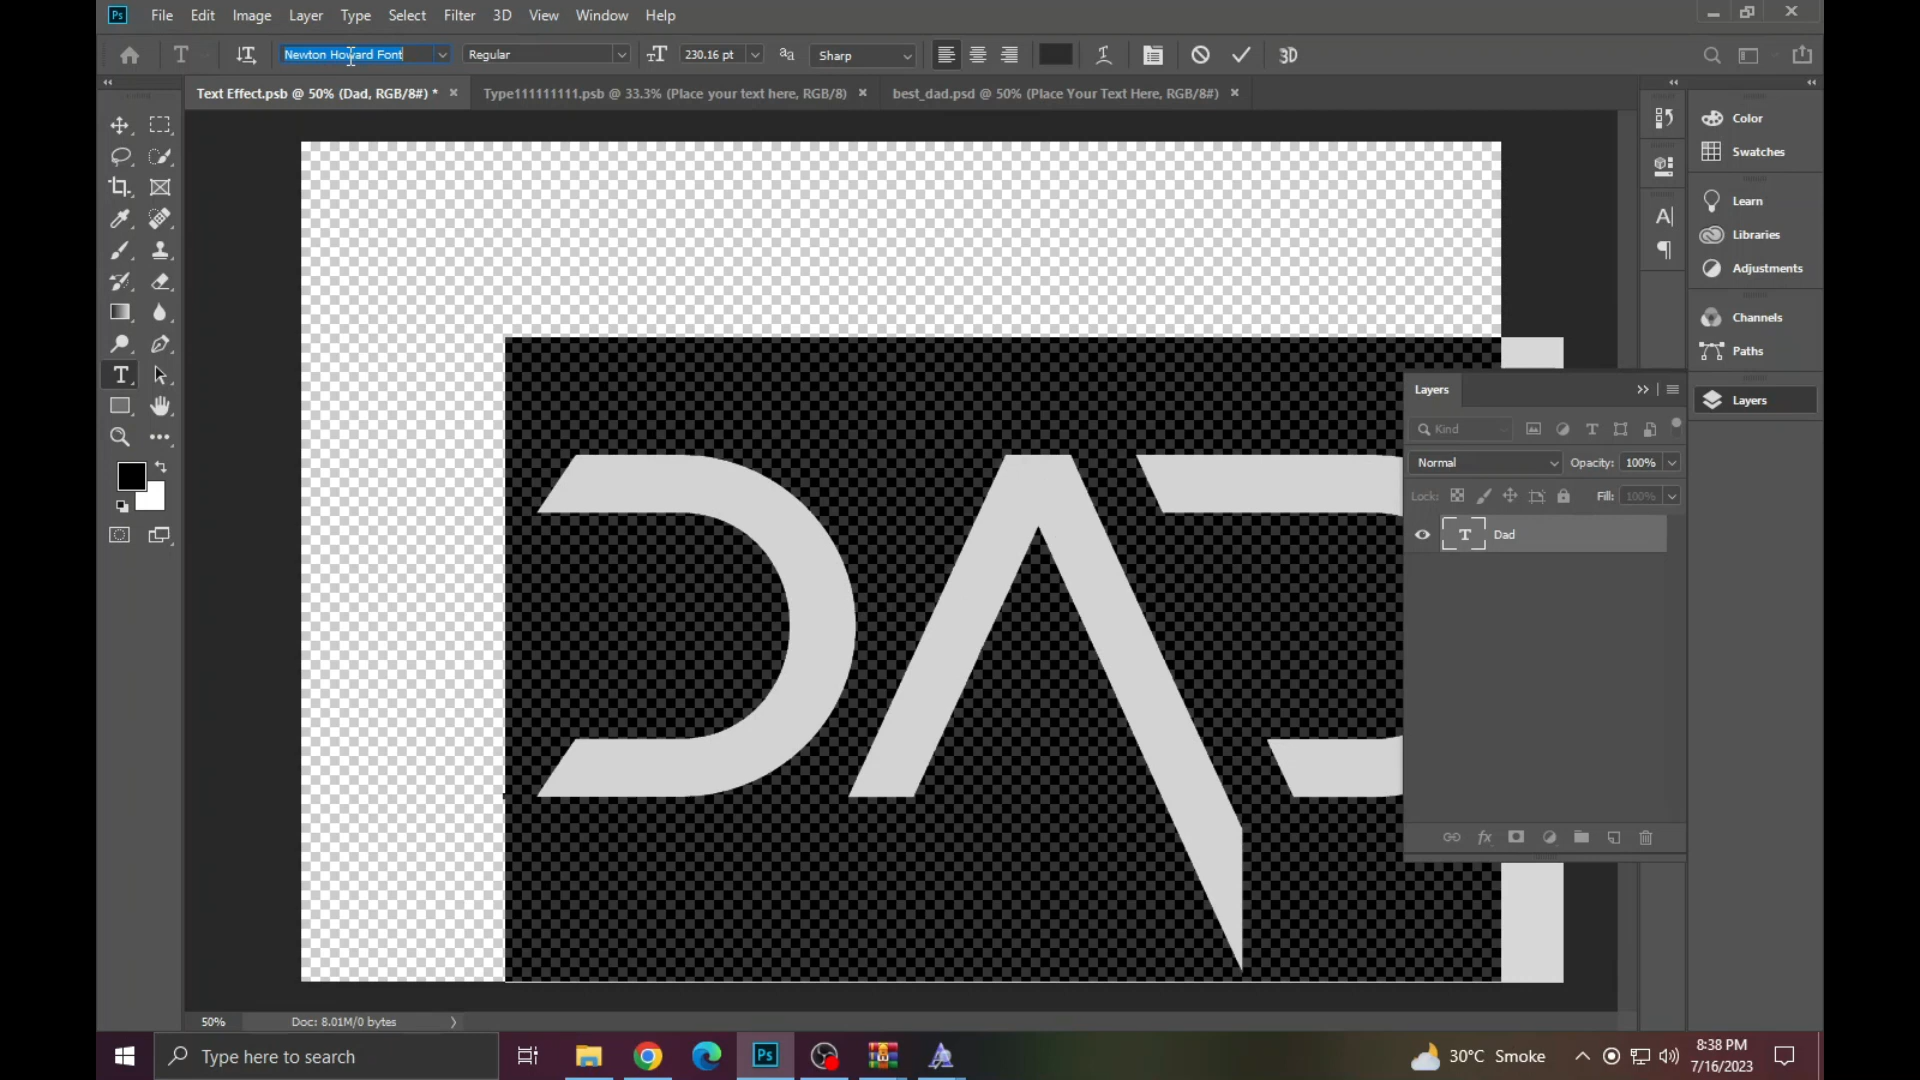 Ps File Edit Image Layer Type Select Filter 3D View Window Help
Newton Howard Font Regular 230.16 pt Sharp 3D
Text Effect.psb @ 50% (Dad, RGB/8#) * Type111111111.psb @ 33.3% (Place your text here, RGB/8) best_dad.psd @ 50% (Place Your Text Here, RGB/8#)
Color
Swatches
Learn
Libraries
Adjustments
Channels
Paths
Layers
Layers
Kind
Normal Opacity: 100%
Lock: Fill: 100%
T Dad
fx
DAD
50% Doc: 8.01M/0 bytes
Type here to search
Ps
30°C Smoke
8:38 PM
7/16/2023